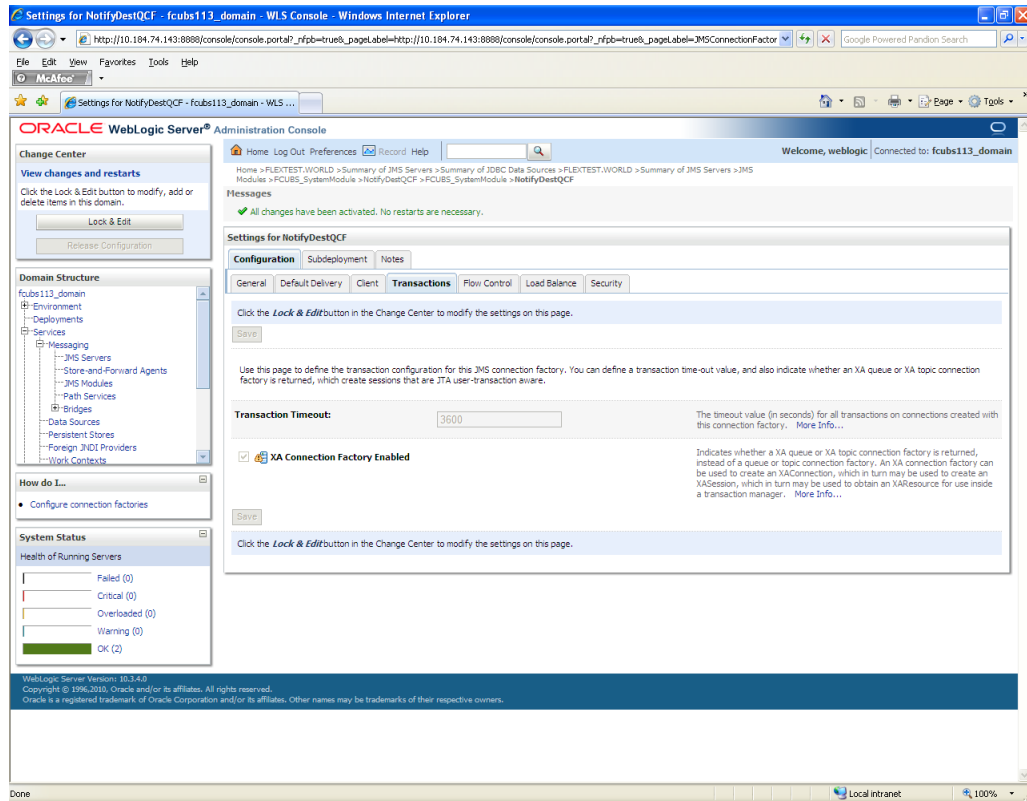 Settings for NotifyDestQCF - fcubs113_domain - WLS Console - Windows Internet Explorer
http://10.184.74.143:8888/console/console.portal?_nfpb=true&_pageLabel=http://10.184.74.143:8888/console/console.portal?_nfpb=true&_pageLabel=JMSConnectionFactor
Google Powered Pandion Search
File Edit View Favorites Tools Help
McAfee
Settings for NotifyDestQCF - fcubs113_domain - WLS ...
Page Tools
ORACLE WebLogic Server® Administration Console
Change Center
View changes and restarts
Click the Lock & Edit button to modify, add or
delete items in this domain.
Lock & Edit
Release Configuration
Domain Structure
fcubs113_domain
Environment
Deployments
Services
Messaging
JMS Servers
Store-and-Forward Agents
JMS Modules
Path Services
Bridges
Data Sources
Persistent Stores
Foreign JNDI Providers
Work Contexts
How do I...
Configure connection factories
System Status
Health of Running Servers
Failed (0)
Critical (0)
Overloaded (0)
Warning (0)
OK (2)
Home Log Out Preferences Record Help
Welcome, weblogic Connected to: fcubs113_domain
Home >FLEXTEST.WORLD >Summary of JMS Servers >Summary of JDBC Data Sources >FLEXTEST.WORLD >Summary of JMS Servers >JMS
Modules >FCUBS_SystemModule >NotifyDestQCF >FCUBS_SystemModule >NotifyDestQCF
Messages
All changes have been activated. No restarts are necessary.
Settings for NotifyDestQCF
Configuration Subdeployment Notes
General Default Delivery Client Transactions Flow Control Load Balance Security
Click the Lock & Edit button in the Change Center to modify the settings on this page.
Save
Use this page to define the transaction configuration for this JMS connection factory. You can define a transaction time-out value, and also indicate whether an XA queue or XA topic connection
factory is returned, which create sessions that are JTA user-transaction aware.
Transaction Timeout:
3600
The timeout value (in seconds) for all transactions on connections created with
this connection factory. More Info...
XA Connection Factory Enabled
Indicates whether a XA queue or XA topic connection factory is returned,
instead of a queue or topic connection factory. An XA connection factory can
be used to create an XAConnection, which in turn may be used to create an
XASession, which in turn may be used to obtain an XAResource for use inside
a transaction manager. More Info...
Save
Click the Lock & Edit button in the Change Center to modify the settings on this page.
WebLogic Server Version: 10.3.4.0
Copyright © 1996,2010, Oracle and/or its affiliates. All rights reserved.
Oracle is a registered trademark of Oracle Corporation and/or its affiliates. Other names may be trademarks of their respective owners.
Done
Local intranet
100%